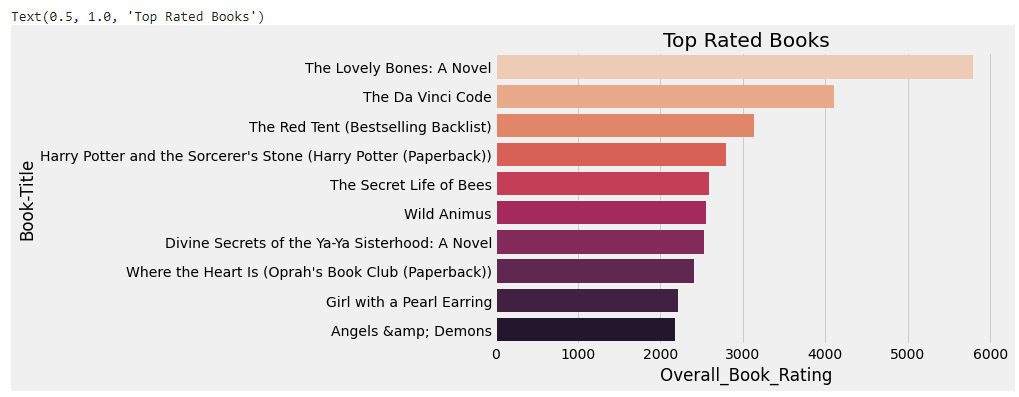 Text(0.5, 1.0, 'Top Rated Books')
Top Rated Books
The Lovely Bones: A Novel
The Da Vinci Code
The Red Tent (Bestselling Backlist)
Harry Potter and the Sorcerer's Stone (Harry Potter (Paperback))
The Secret Life of Bees
Wild Animus
Divine Secrets of the Ya-Ya Sisterhood: A Novel
Where the Heart Is (Oprah's Book Club (Paperback))
Girl with a Pearl Earring
Angels &amp; Demons
Book-Title
0 1000 2000 3000 4000 5000 6000
Overall_Book_Rating